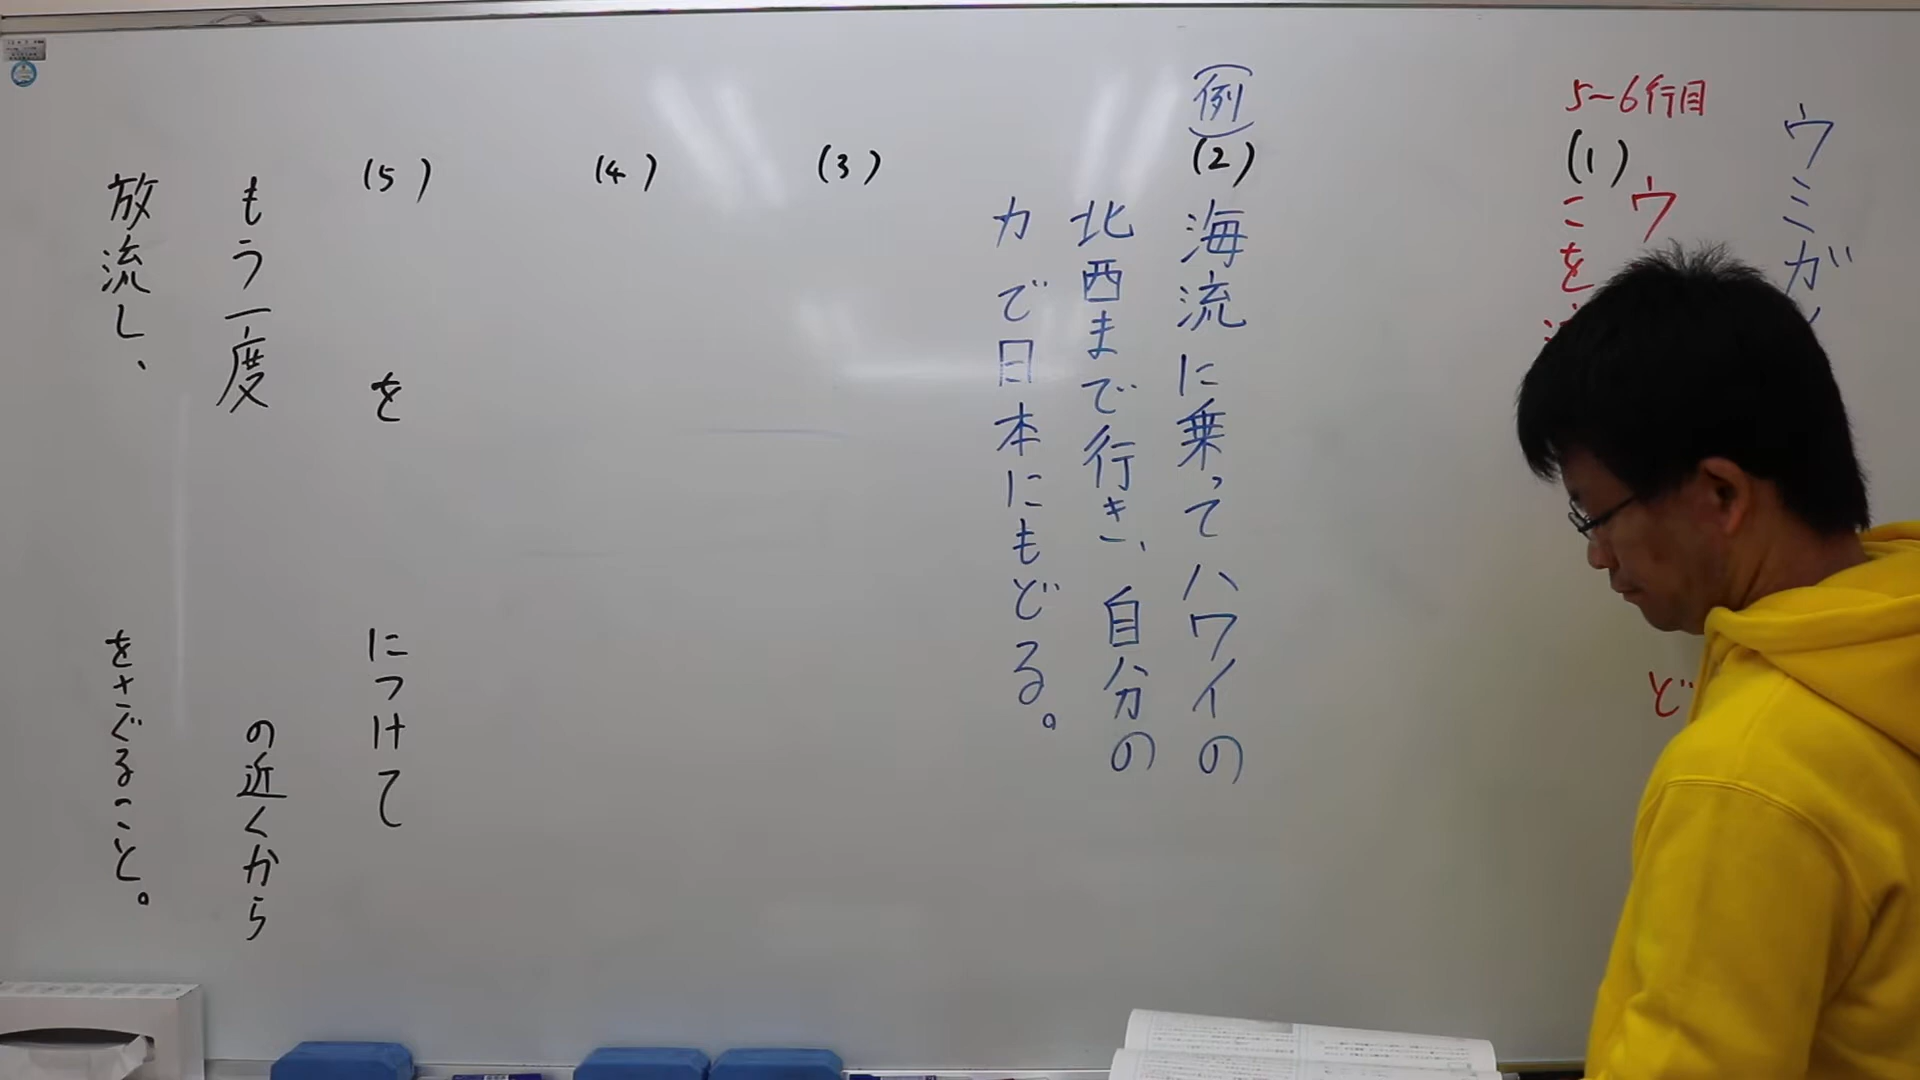 ウミガ
5~6行目
(1)
ウ
ど
こを
(例)
(2)
海流に乗ってハワイの
北西まで行き、自分の
力で日本にもどる。
(3)
(4)
(5)
を につけて
もう一度 の近くから
放流し、 をさぐること。